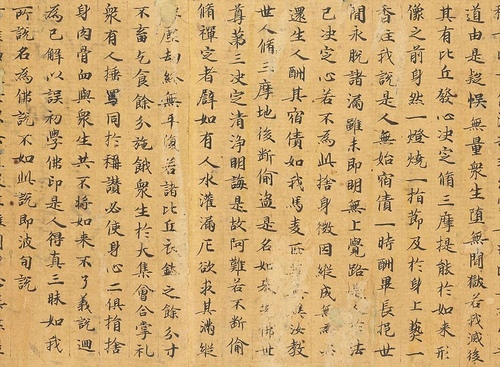 道由是疑悞無量衆生墮無間獄若我滅後
其有比丘發心決定脩三摩提能於如來形
像之前身然一燈燒一指節及於身上爇一
香炷我說是人無始宿債一時酬畢長挹世
間永脫諸漏雖未即明無上覺路於法
已決定心若不為此捨身微因縱成無
還生人酬其宿債如我馬麥正異汝教
世人脩三摩地後斷偷盜是名如來佛世
尊第三決定清淨明誨是故阿難若不斷偷
脩禪定者譬如有人水灌漏卮欲求其滿縱
塵劫終無平復若諸比丘衣鉢之餘分寸
不畜乞食餘分施餓衆生於大集會合掌礼
衆有人捶詈同於稱讚必使身心二俱捐捨
身肉骨血與衆生共不將如來不了義說迴
為己解以誤初學佛印是人得真三昧如我
所說名為佛說不如此說即波旬說